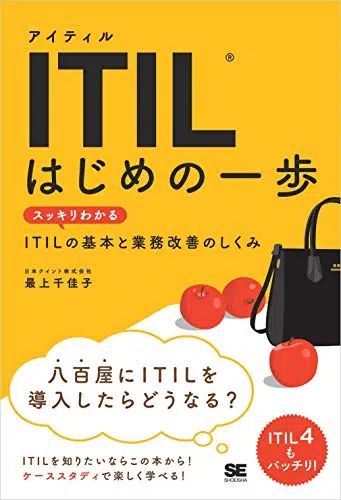 アイティル
ITIL®
はじめの一歩
スッキリわかる
ITILの基本と業務改善のしくみ
日本クイント株式会社
最上千佳子
八百屋にITILを
導入したらどうなる?
ITILを知りたいならこの本から!
ケーススタディで楽しく学べる!
ITIL 4
も
バッチリ!
SE
SHOEISHA